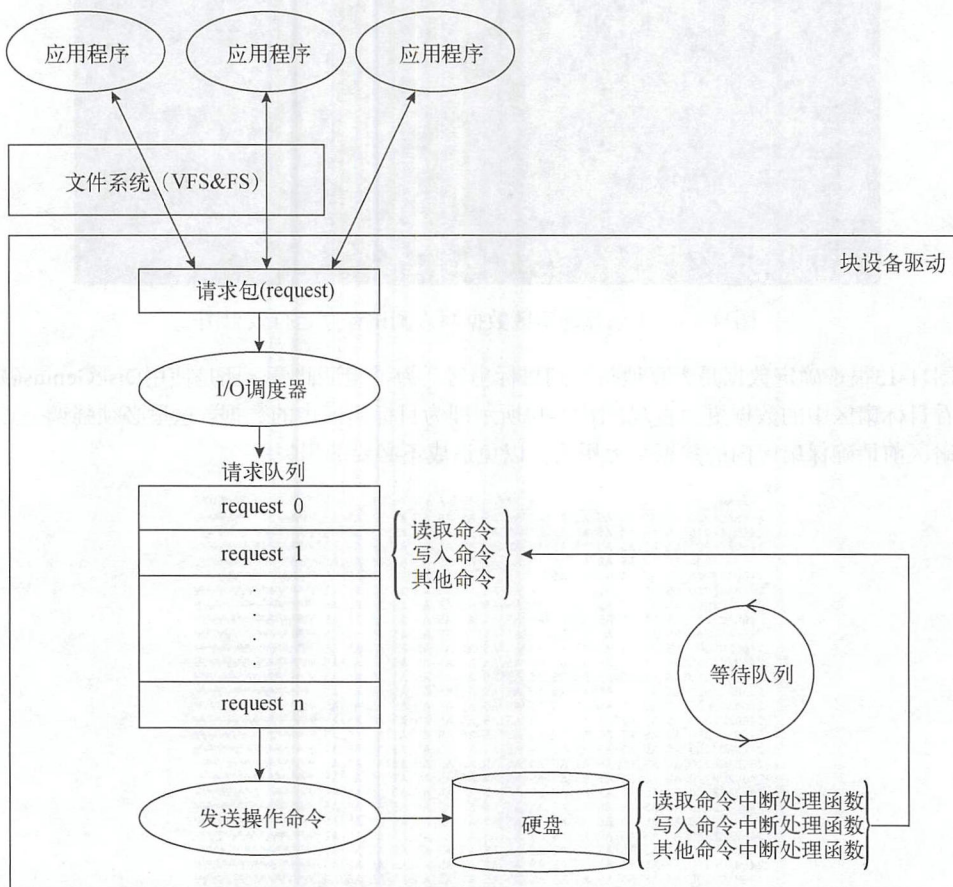 应用程序
应用程序
应用程序
文件系统（VFS&FS）
块设备驱动
请求包(request)
I/O调度器
请求队列
request 0
request 1
request n
读取命令
写入命令
其他命令
等待队列
发送操作命令
硬盘
读取命令中断处理函数
写入命令中断处理函数
其他命令中断处理函数